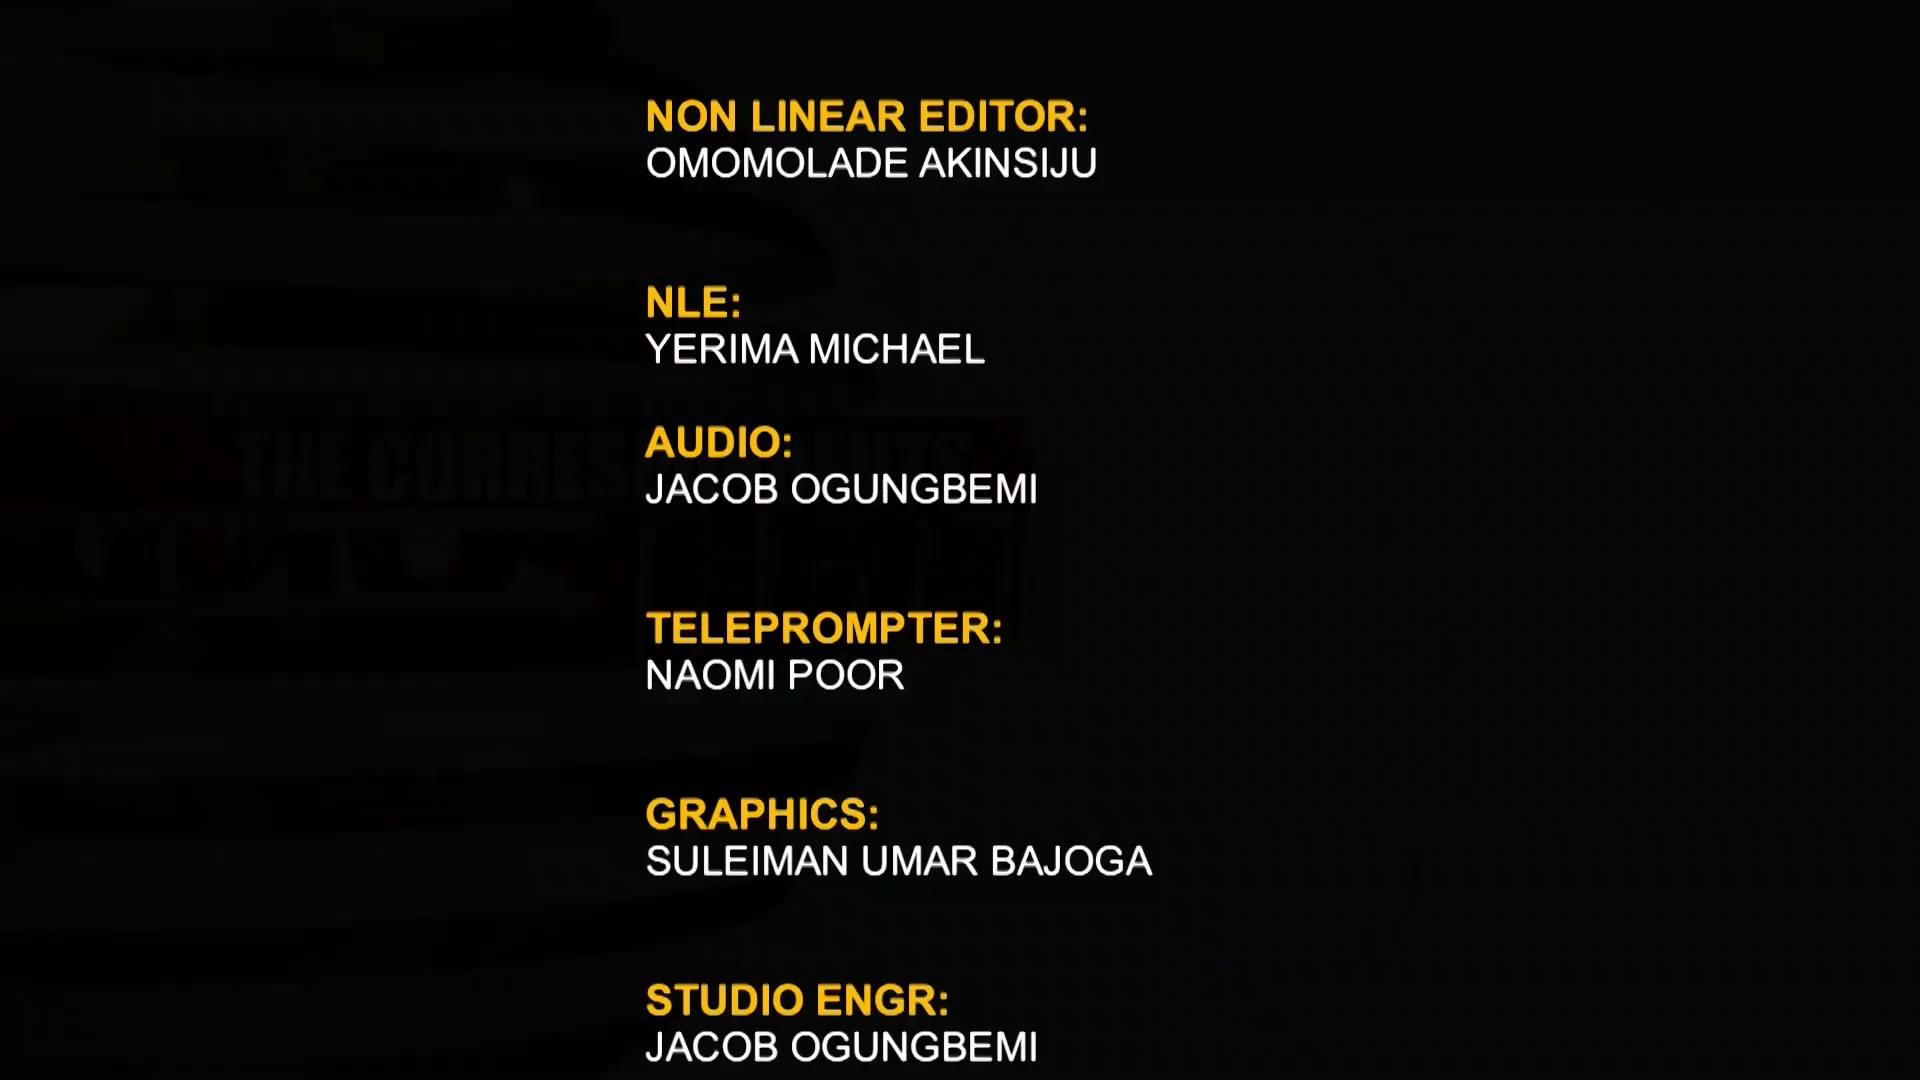 NON LINEAR EDITOR:
OMOMOLADE AKINSIJU
NLE:
YERIMA MICHAEL
THE
AUDIO:
JACOB OGUNGBEMI
TELEPROMPTER:
NAOMI POOR
GRAPHICS:
SULEIMAN UMAR BAJOGA
STUDIO ENGR:
JACOB OGUNGBEMI